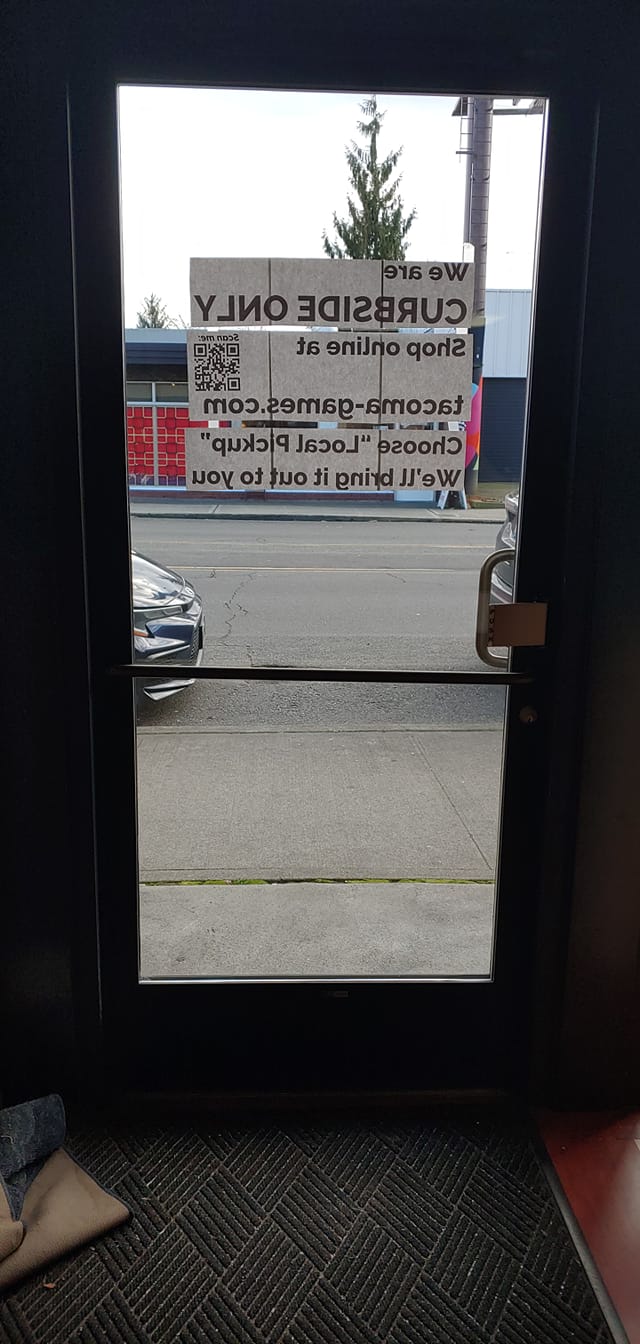 We are
CURBSIDE ONLY
Scan me:
Shop online at
tacoma-games.com
Choose "Local Pickup"
We'll bring it out to you